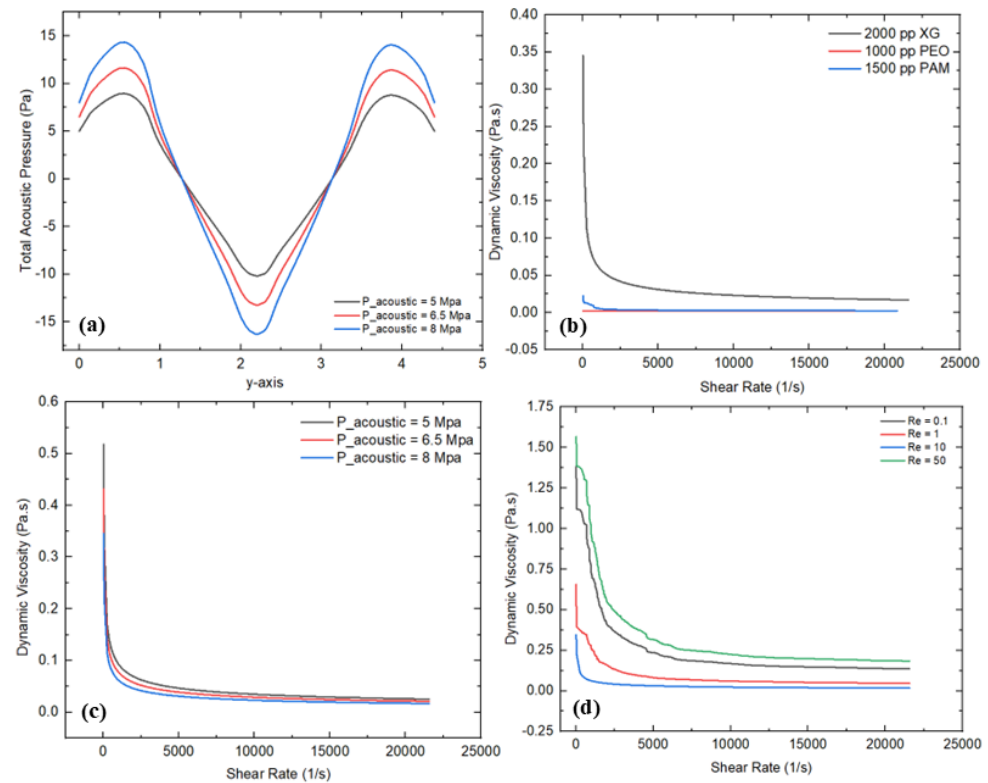 (a)
Total Acoustic Pressure (Pa)
15
10
5
0
-5
-10
-15
P_acoustic = 5 Mpa
P_acoustic = 6.5 Mpa
P_acoustic = 8 Mpa
0 1 2 3 4 5
y-axis
(b)
Dynamic Viscosity (Pa.s)
0.40
0.35
0.30
0.25
0.20
0.15
0.10
0.05
0.00
-0.05
2000 pp XG
1000 pp PEO
1500 pp PAM
0 5000 10000 15000 20000 25000
Shear Rate (1/s)
(c)
Dynamic Viscosity (Pa.s)
0.6
0.5
0.4
0.3
0.2
0.1
0.0
P_acoustic = 5 Mpa
P_acoustic = 6.5 Mpa
P_acoustic = 8 Mpa
0 5000 10000 15000 20000 25000
Shear Rate (1/s)
(d)
Dynamic Viscosity (Pa.s)
1.75
1.50
1.25
1.00
0.75
0.50
0.25
0.00
-0.25
Re = 0.1
Re = 1
Re = 10
Re = 50
0 5000 10000 15000 20000 25000
Shear Rate (1/s)